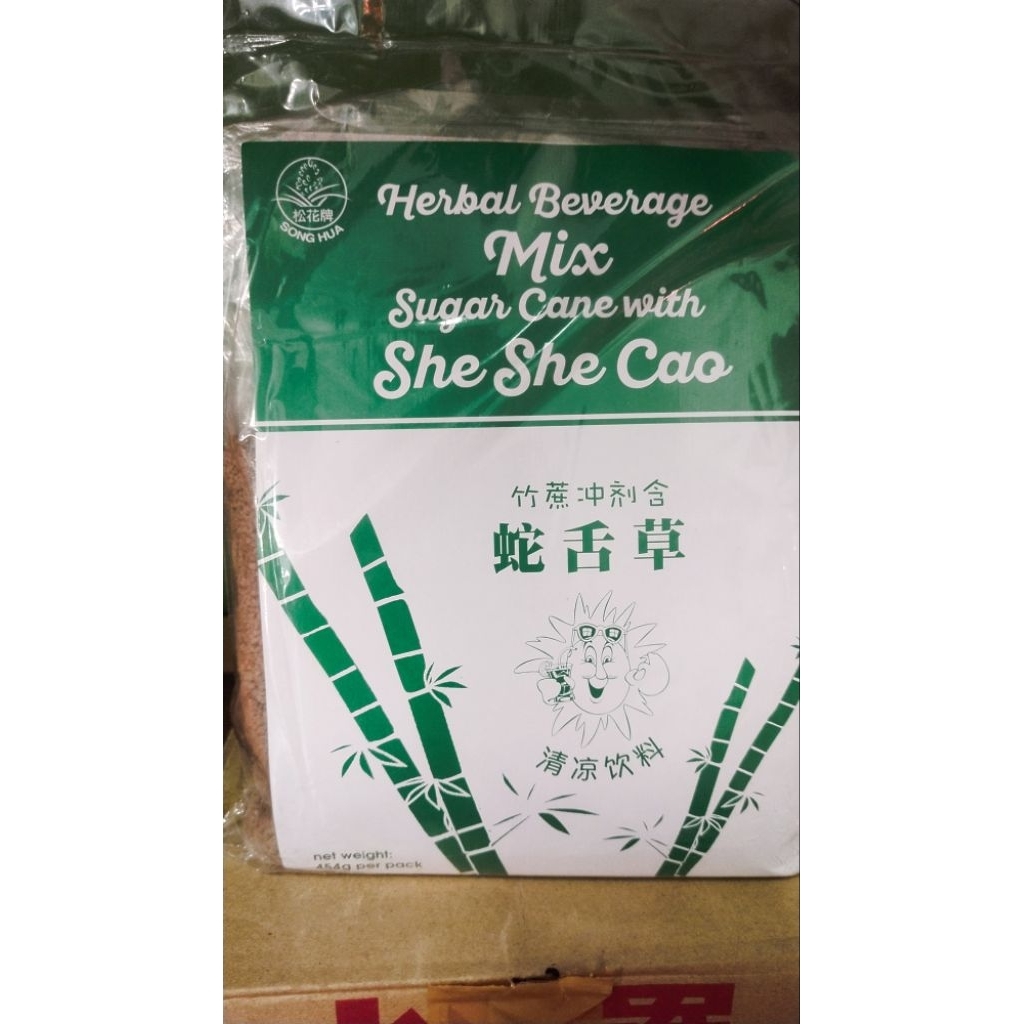 松花牌
SONG HUA
Herbal Beverage
Mix
Sugar Cane with
She She Cao
竹蔗冲剂含
蛇舌草
清凉饮料
net weight:
454g per pack